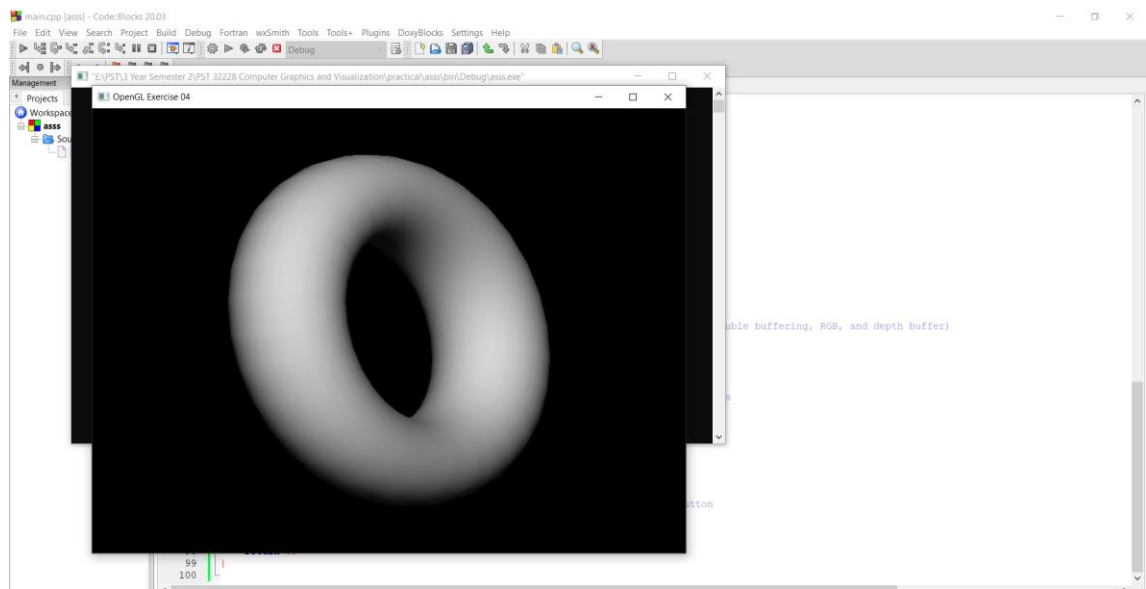 main.cpp [asss] - Code::Blocks 20.03
File Edit View Search Project Build Debug Fortran wxSmith Tools Tools+ Plugins DoxyBlocks Settings Help
Debug
Management
Projects
Workspace
asss
Sou
"E:\PST\3 Year Semester 2\PST 32228 Computer Graphics and Visualization\practical\asss\bin\Debug\asss.exe"
OpenGL Exercise 04
uble buffering, RGB, and depth buffer)
s
utton
99 }
100